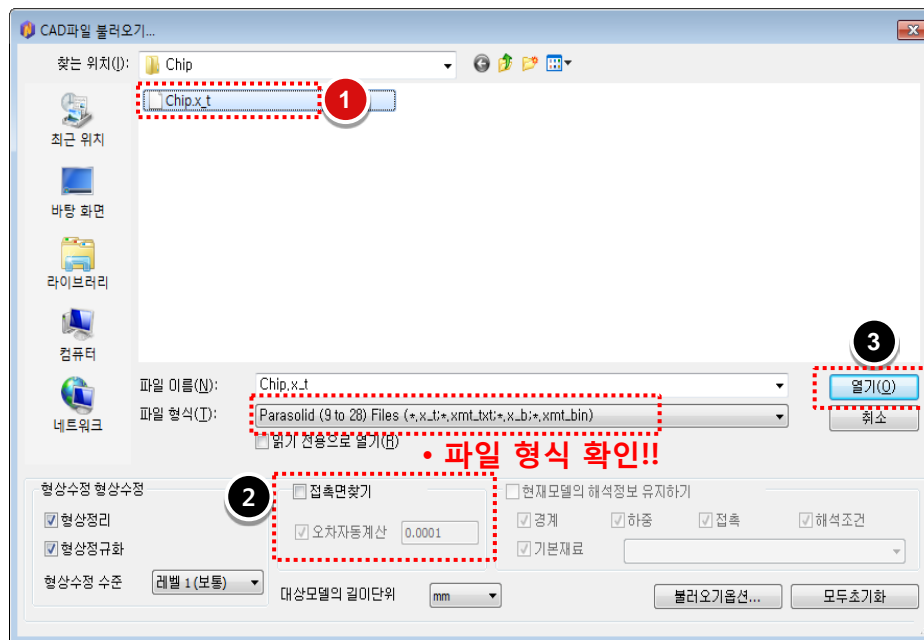 CAD파일 불러오기...
찾는 위치(I): Chip
Chip.x_t 1
최근 위치
바탕 화면
라이브러리
컴퓨터
네트워크
3
파일 이름(N): Chip.x_t 열기(O)
파일 형식(T): Parasolid (9 to 28) Files (*.x_t;*.xmt_txt;*.x_b;*.xmt_bin) 취소
읽기 전용으로 열기(R)
• 파일 형식 확인!!
형상수정 형상수정 2 접촉면찾기 현재모델의 해석정보 유지하기
형상정리 오차자동계산 0.0001 경계 하중 접촉 해석조건
형상정규화 기본재료
형상수정 수준 레벨 1(보통) 대상모델의 길이단위 mm 불러오기옵션... 모두초기화